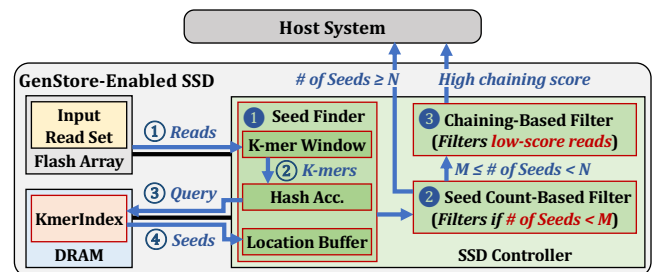 Host System
GenStore-Enabled SSD
# of Seeds ≥ N
High chaining score
Input
Read Set
Flash Array
① Reads
1 Seed Finder
K-mer Window
② K-mers
Hash Acc.
Location Buffer
③ Query
KmerIndex
④ Seeds
DRAM
3 Chaining-Based Filter
(Filters low-score reads)
M ≤ # of Seeds < N
2 Seed Count-Based Filter
(Filters if # of Seeds < M)
SSD Controller